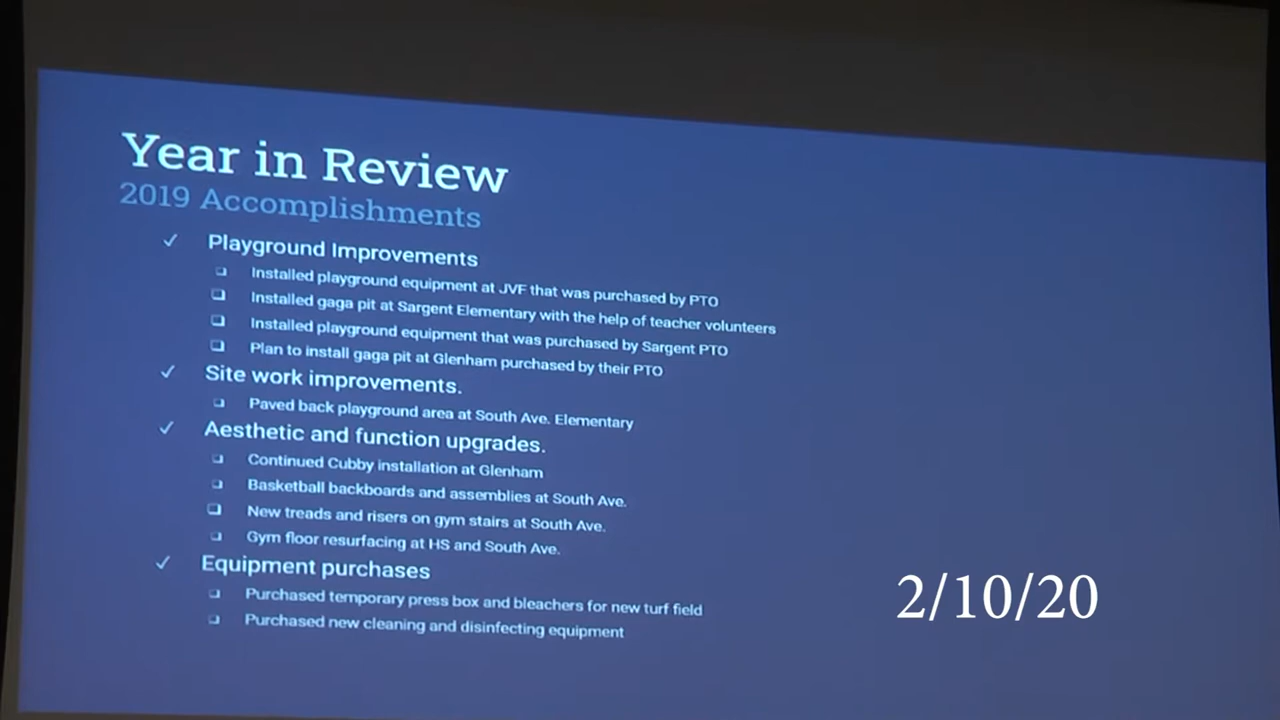 Year in Review
2019 Accomplishments
✓ Playground Improvements
❑ Installed playground equipment at JVF that was purchased by PTO
❑ Installed gaga pit at Sargent Elementary with the help of teacher volunteers
❑ Installed playground equipment that was purchased by Sargent PTO
❑ Plan to install gaga pit at Glenham purchased by their PTO
✓ Site work improvements.
❑ Paved back playground area at South Ave. Elementary
✓ Aesthetic and function upgrades.
❑ Continued Cubby installation at Glenham
❑ Basketball backboards and assemblies at South Ave.
❑ New treads and risers on gym stairs at South Ave.
❑ Gym floor resurfacing at HS and South Ave.
✓ Equipment purchases
❑ Purchased temporary press box and bleachers for new turf field
❑ Purchased new cleaning and disinfecting equipment
2/10/20